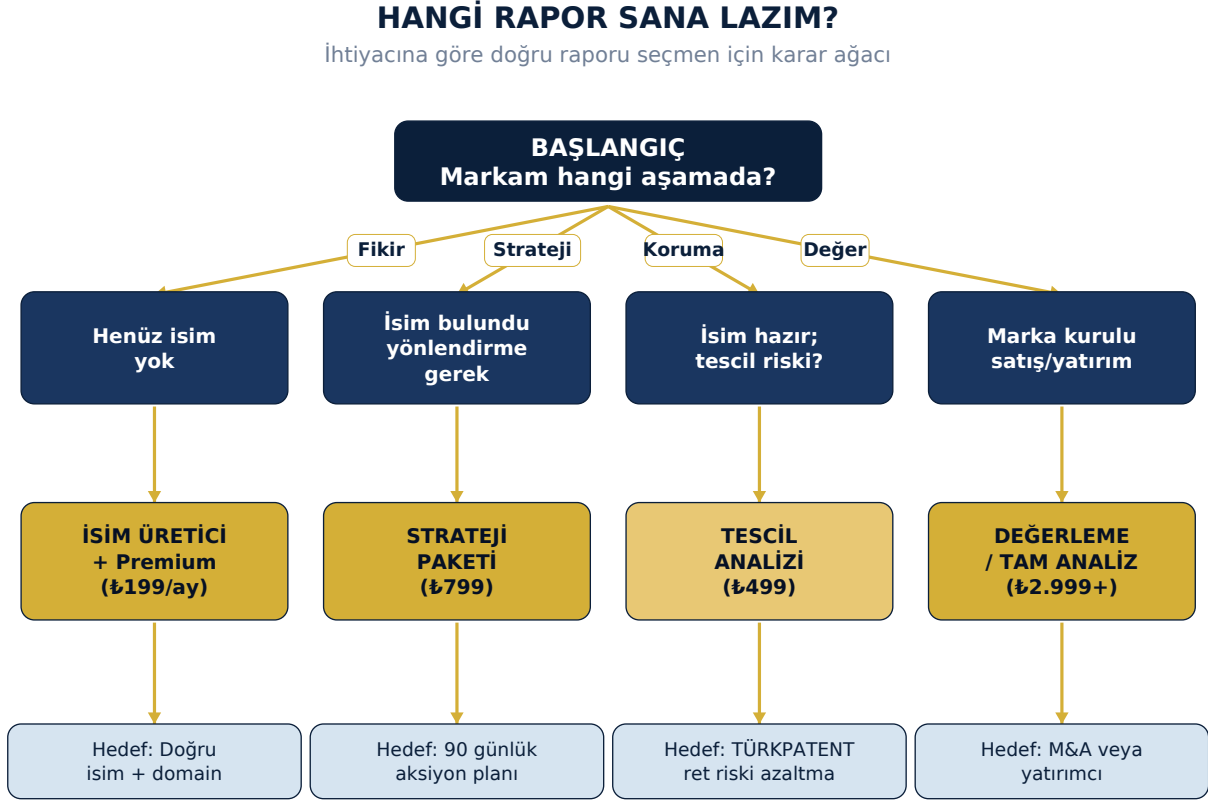 HANGİ RAPOR SANA LAZIM?
İhtiyacına göre doğru raporu seçmen için karar ağacı
BAŞLANGIÇ
Markam hangi aşamada?
Fikir
Strateji
Koruma
Değer
Henüz isim
yok
İsim bulundu
yönlendirme
gerek
İsim hazır;
tescil riski?
Marka kurulu
satış/yatırım
İSİM ÜRETİCİ
+ Premium
(₺199/ay)
STRATEJİ
PAKETİ
(₺799)
TESCİL
ANALİZİ
(₺499)
DEĞERLEME
/ TAM ANALİZ
(₺2.999+)
Hedef: Doğru
isim + domain
Hedef: 90 günlük
aksiyon planı
Hedef: TÜRKPATENT
ret riski azaltma
Hedef: M&A veya
yatırımcı